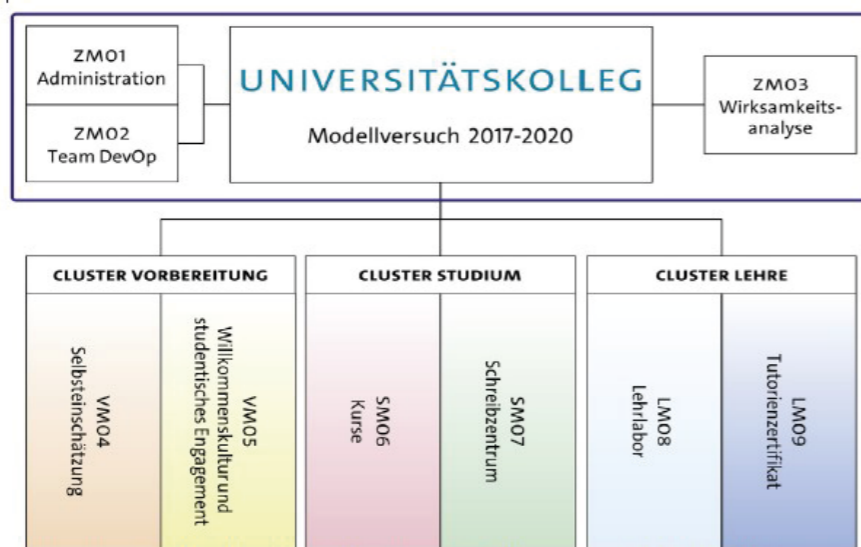 ZM01
Administration
ZM02
Team DevOp
UNIVERSITÄTSKOLLEG
Modellversuch 2017-2020
ZM03
Wirksamkeits-
analyse
CLUSTER VORBEREITUNG
VM04
Selbsteinschätzung
VM05
Willkommenskultur und
studentisches Engagement
CLUSTER STUDIUM
SM06
Kurse
SM07
Schreibzentrum
CLUSTER LEHRE
LM08
Lehrlabor
LM09
Tutorienzertifikat